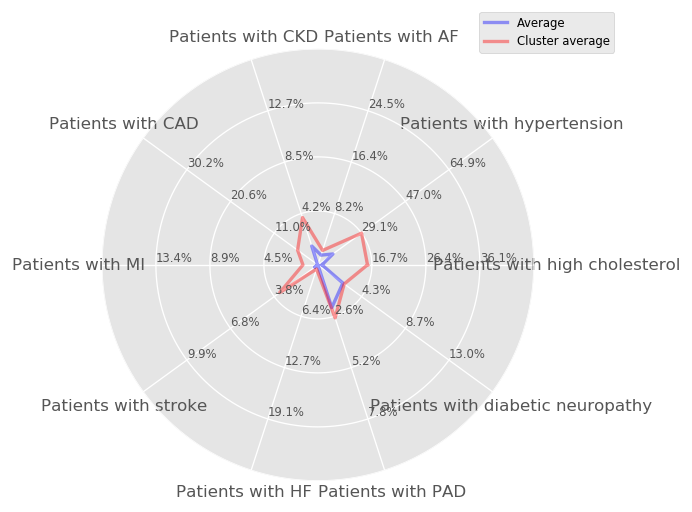 Average
Cluster average
Patients with CKD
Patients with AF
12.7%
24.5%
Patients with CAD
Patients with hypertension
8.5%
16.4%
30.2%
64.9%
20.6%
47.0%
4.2%
8.2%
11.0%
29.1%
Patients with MI
13.4%
8.9%
4.5%
16.7%
26.4%
36.1%
Patients with high cholesterol
3.8%
4.3%
6.4%
2.6%
6.8%
8.7%
9.9%
12.7%
5.2%
13.0%
Patients with stroke
19.1%
7.8%
Patients with diabetic neuropathy
Patients with HF
Patients with PAD